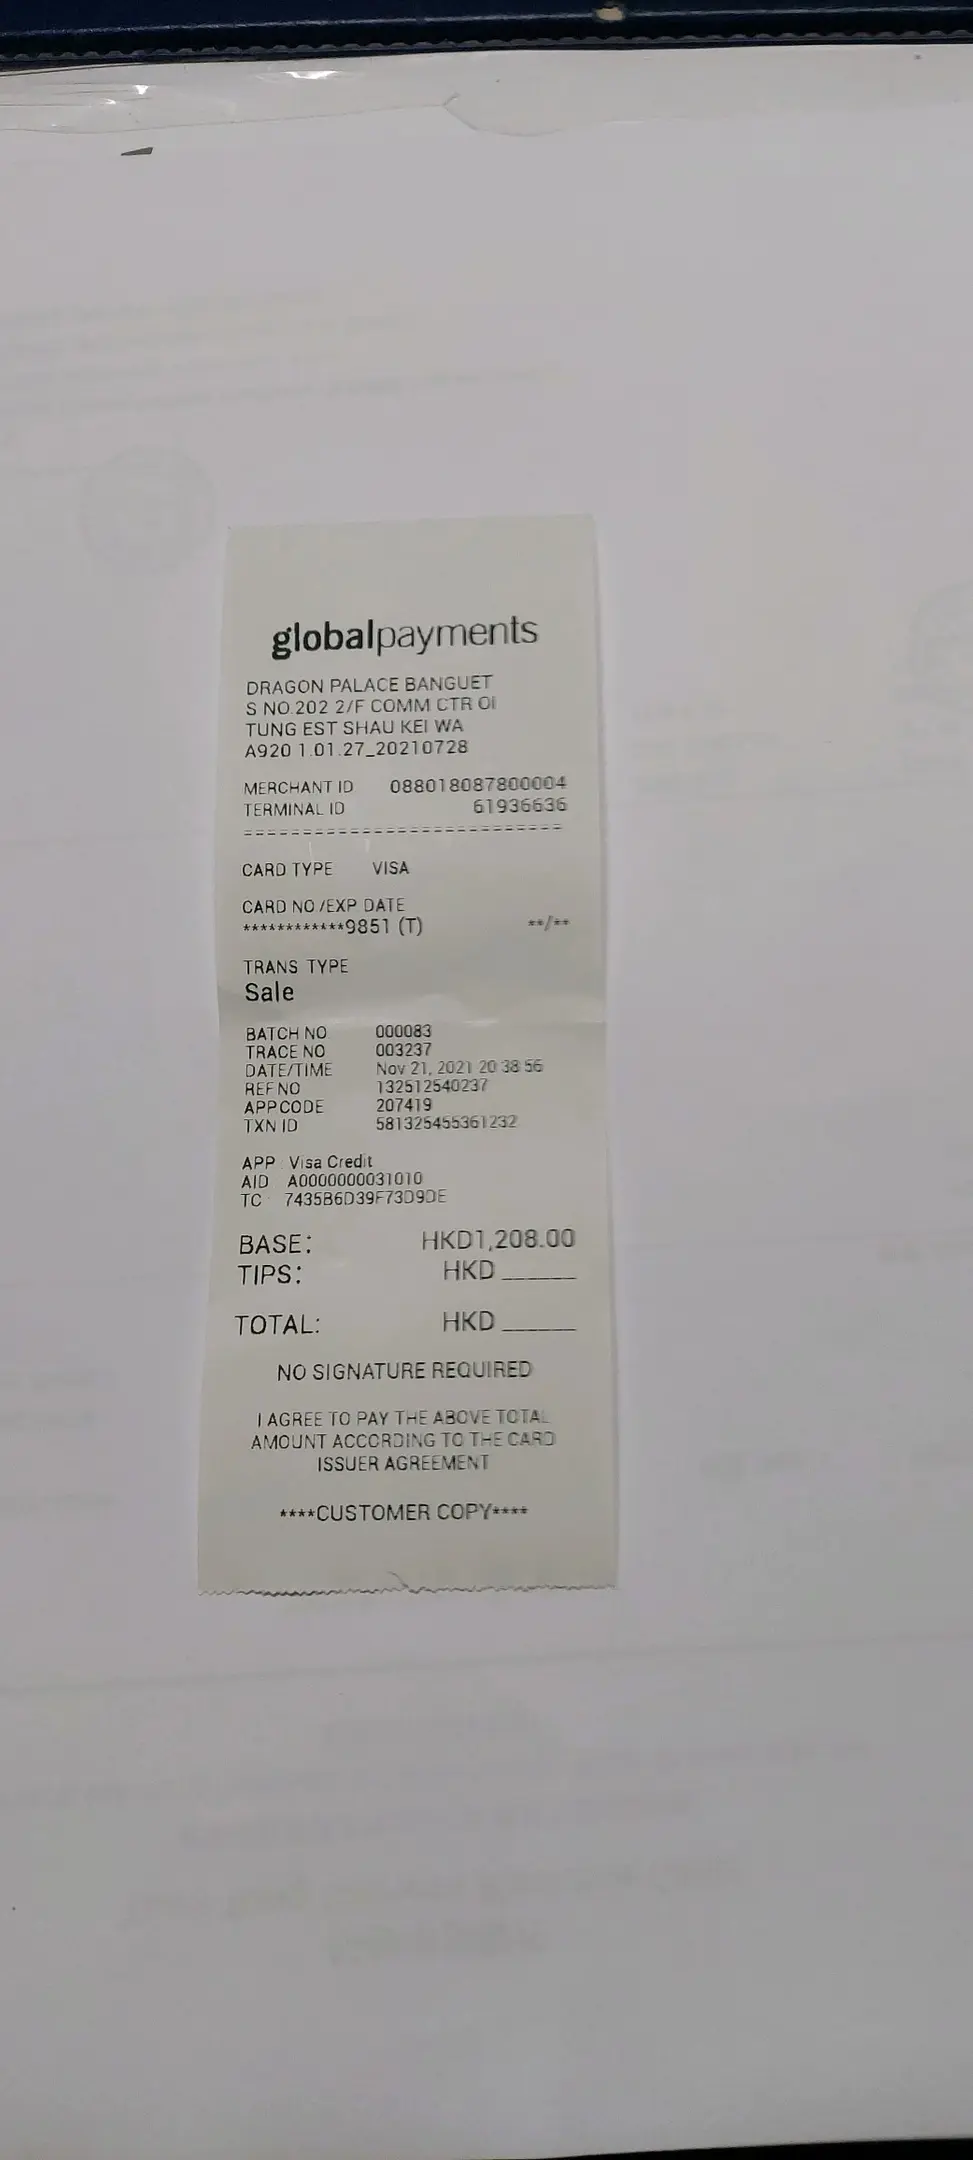 globalpayments
DRAGON PALACE BANGUET
S NO.202 2/F COMM CTR OI
TUNG EST SHAU KEI WA
A920 1.01.27_20210728
MERCHANT ID 088018087800004
TERMINAL ID 61936636
===========================
CARD TYPE VISA
CARD NO./EXP DATE
************9851 (T) **/**
TRANS TYPE
Sale
BATCH NO 000083
TRACE NO 003237
DATE/TIME Nov 21, 2021 20:38:56
REF NO 132512540237
APP CODE 207419
TXN ID 581325455361232
APP : Visa Credit
AID : A0000000031010
TC : 7435B6D39F73D9DE
BASE: HKD1,208.00
TIPS: HKD ______
TOTAL: HKD ______
NO SIGNATURE REQUIRED
I AGREE TO PAY THE ABOVE TOTAL
AMOUNT ACCORDING TO THE CARD
ISSUER AGREEMENT
****CUSTOMER COPY****